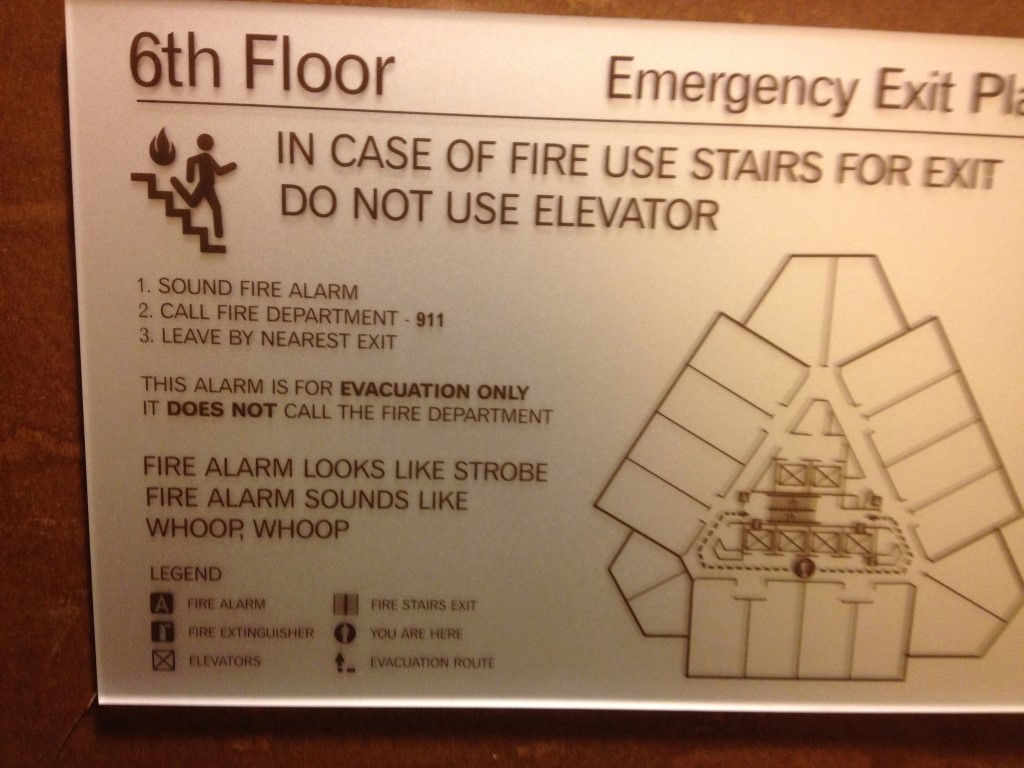 6th Floor
Emergency Exit
IN CASE OF FIRE USE STAIRS FOR EXIT
DO NOT USE ELEVATOR
1. SOUND FIRE ALARM
2. CALL FIRE DEPARTMENT - 911
3. LEAVE BY NEAREST EXIT
THIS ALARM IS FOR EVACUATION ONLY
IT DOES NOT CALL THE FIRE DEPARTMENT
FIRE ALARM LOOKS LIKE STROBE
FIRE ALARM SOUNDS LIKE
WHOOP, WHOOP
LEGEND
A FIRE ALARM
FIRE STAIRS EXIT
FIRE EXTINGUISHER
YOU ARE HERE
ELEVATORS
EVACUATION ROUTE